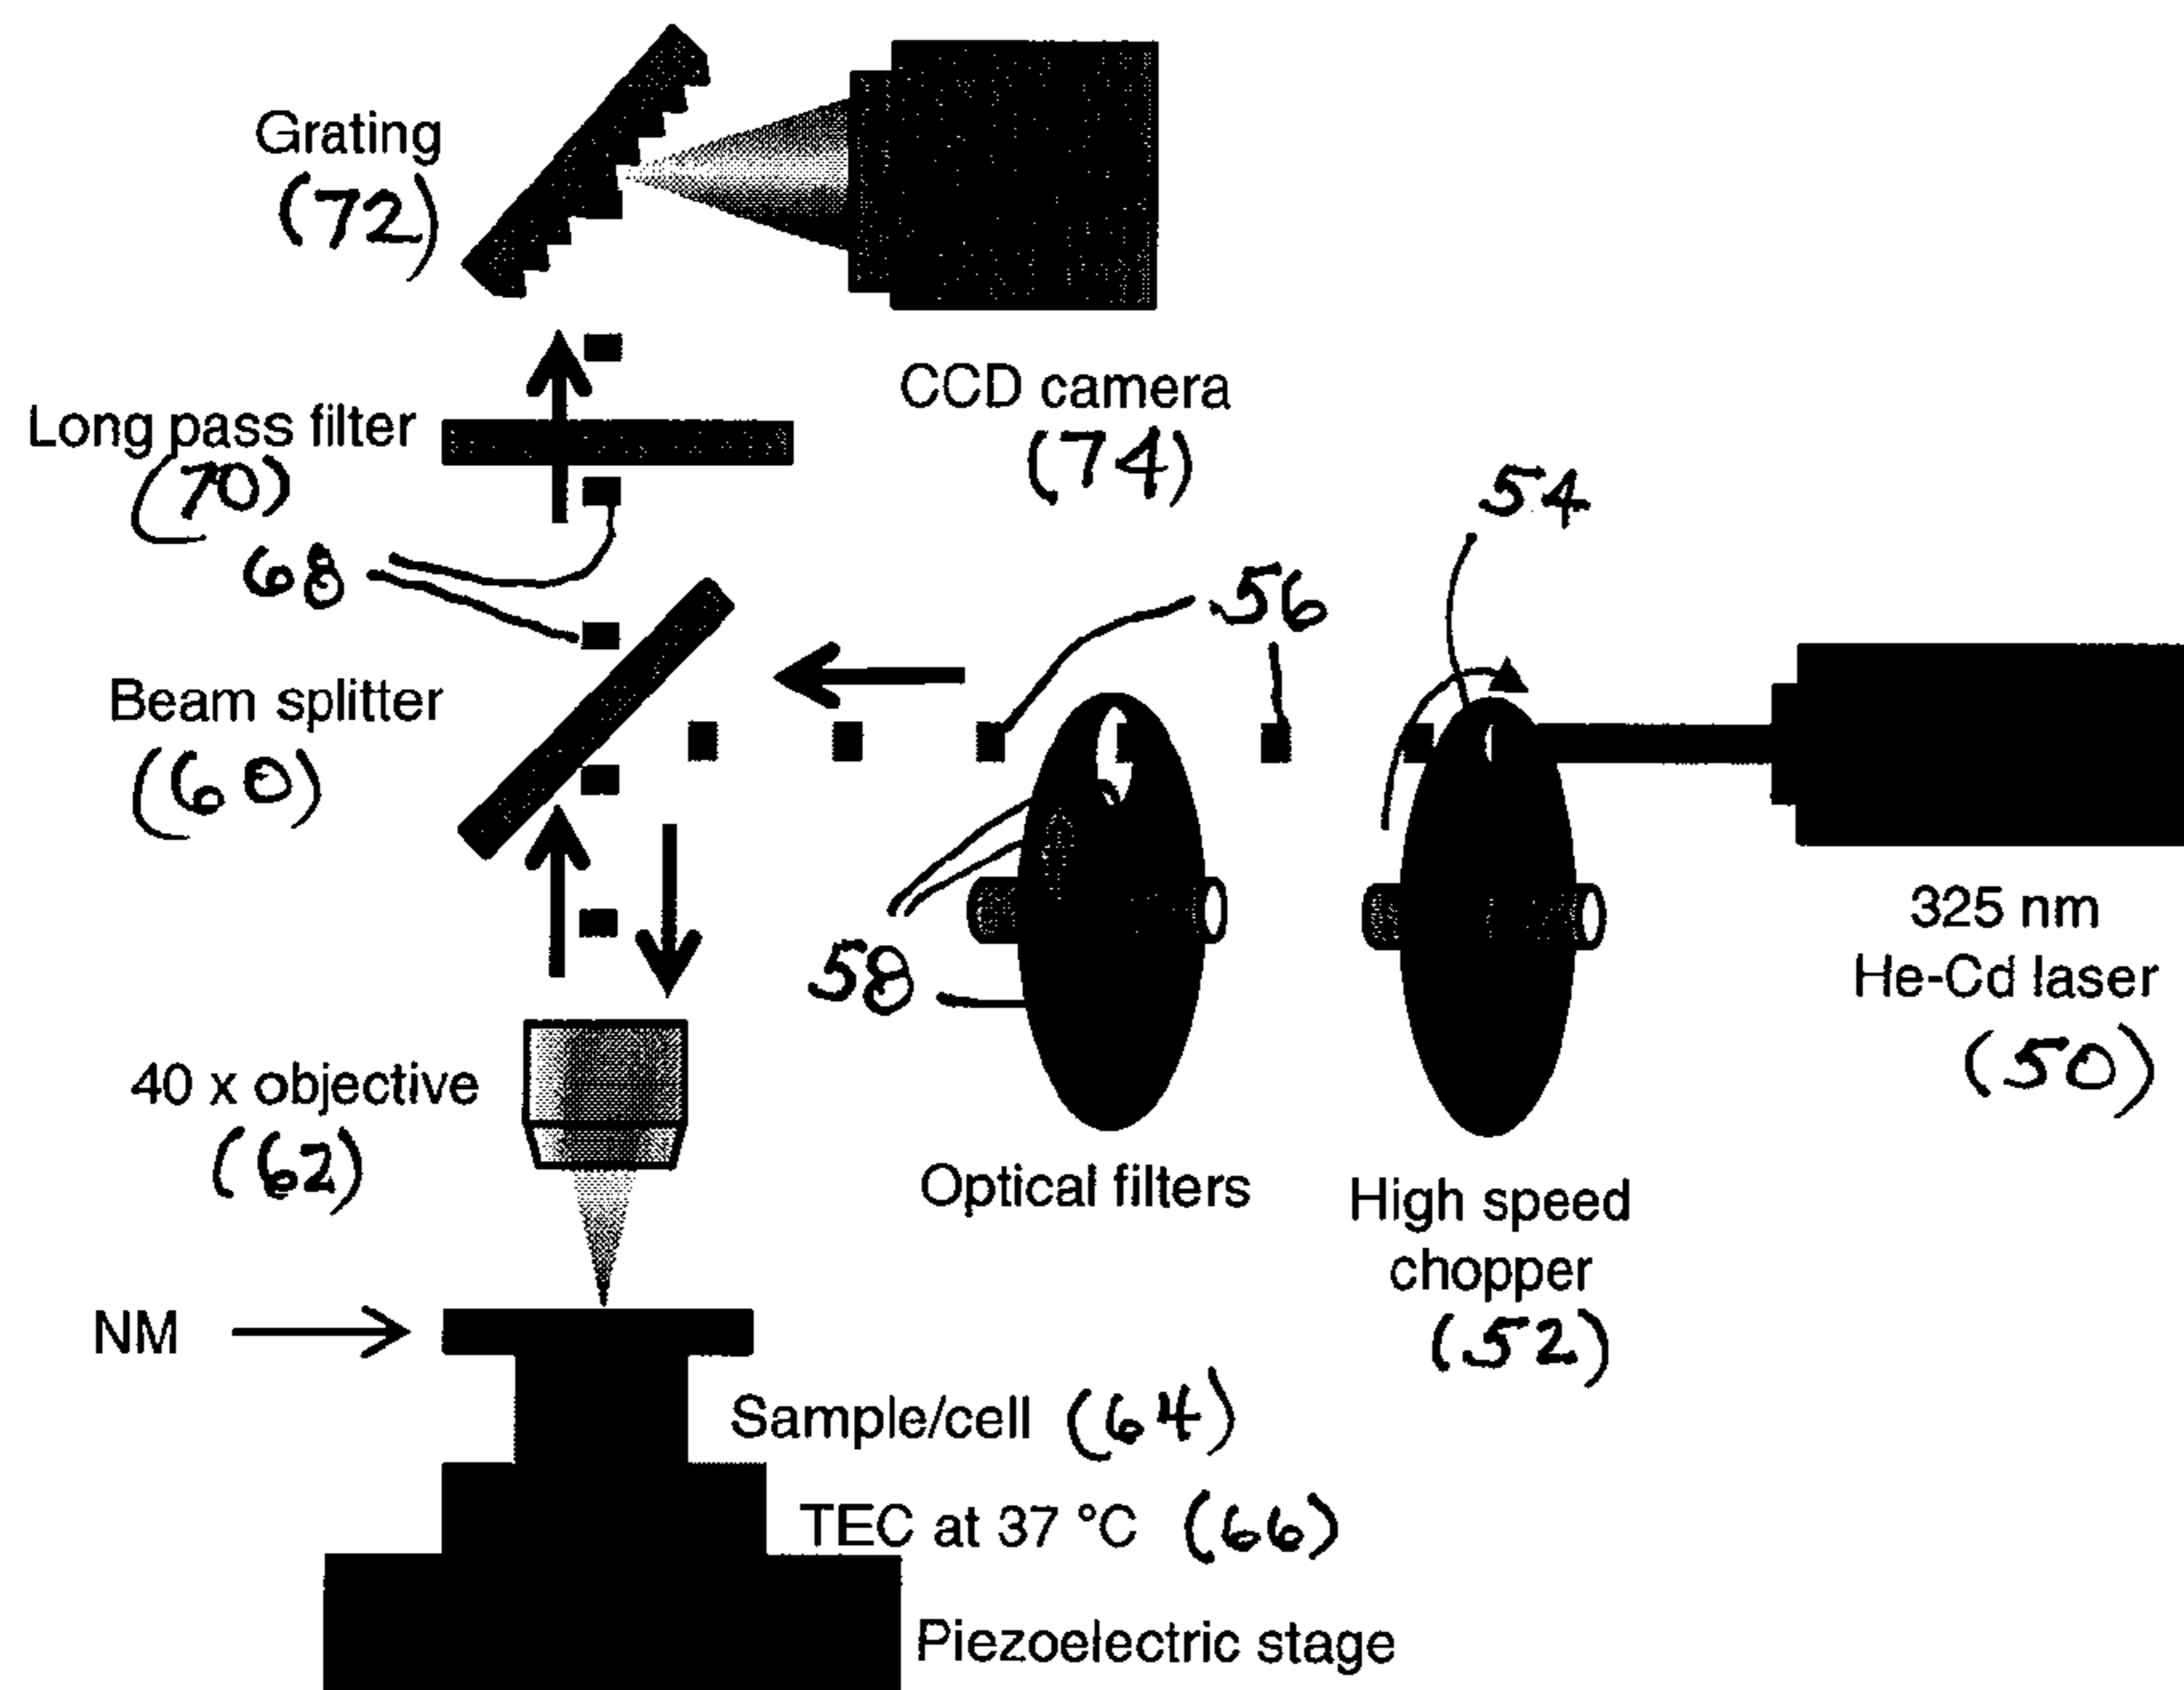 Grating
(72)
CCD camera
(74)
Long pass filter
(70)
54
68
56
Beam splitter
(60)
58
325 nm
He-Cd laser
(50)
40 x objective
(62)
Optical filters
High speed
chopper
(52)
NM
Sample/cell (64)
TEC at 37 °C (66)
Piezoelectric stage